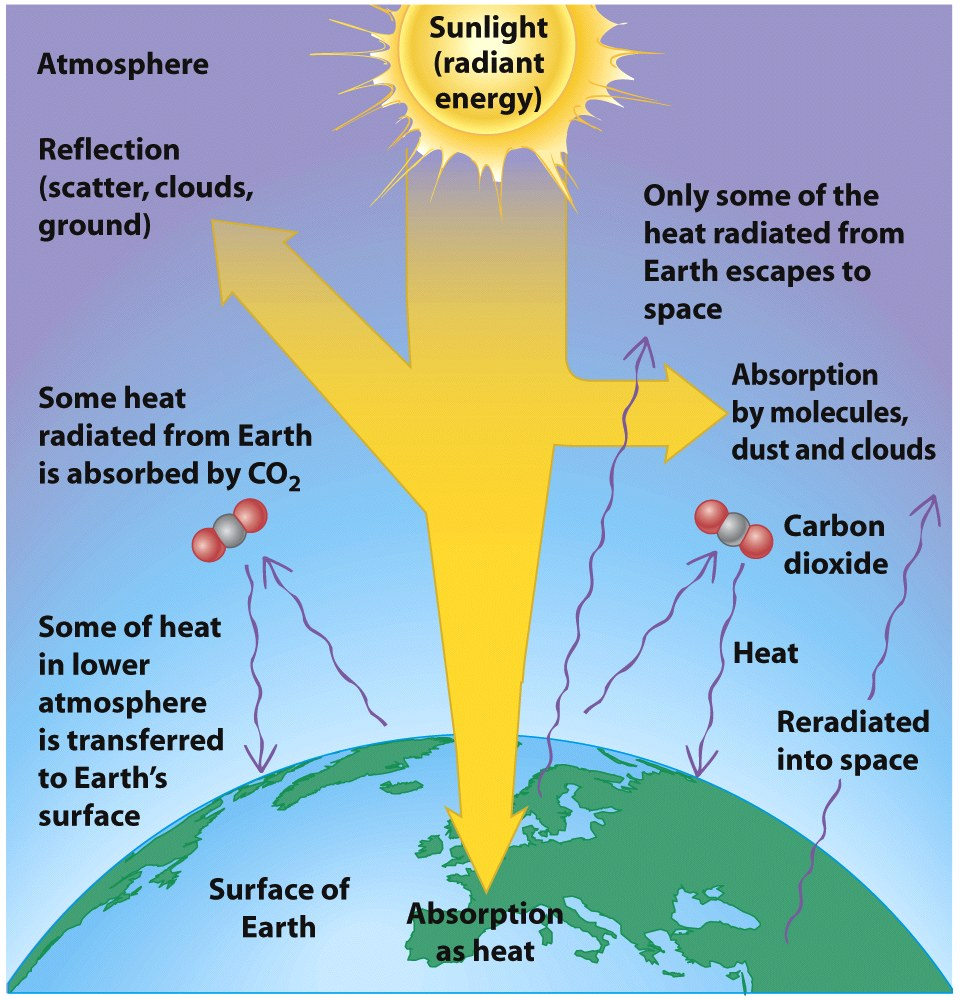 Sunlight
(radiant
energy)
Atmosphere
Reflection
(scatter, clouds,
ground)
Only some of the
heat radiated from
Earth escapes to
space
Absorption
by molecules,
dust and clouds
Some heat
radiated from Earth
is absorbed by CO₂
Carbon
dioxide
Some of heat
in lower
atmosphere
is transferred
to Earth’s
surface
Heat
Reradiated
into space
Surface of
Earth
Absorption
as heat